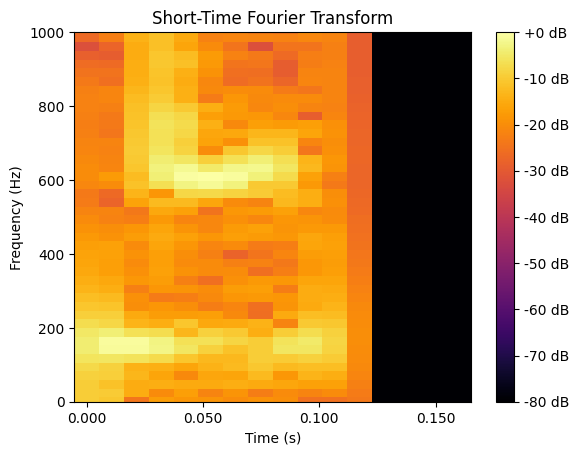 Short-Time Fourier Transform
1000
800
600
400
200
0
Frequency (Hz)
0.000
0.050
0.100
0.150
Time (s)
+0 dB
-10 dB
-20 dB
-30 dB
-40 dB
-50 dB
-60 dB
-70 dB
-80 dB